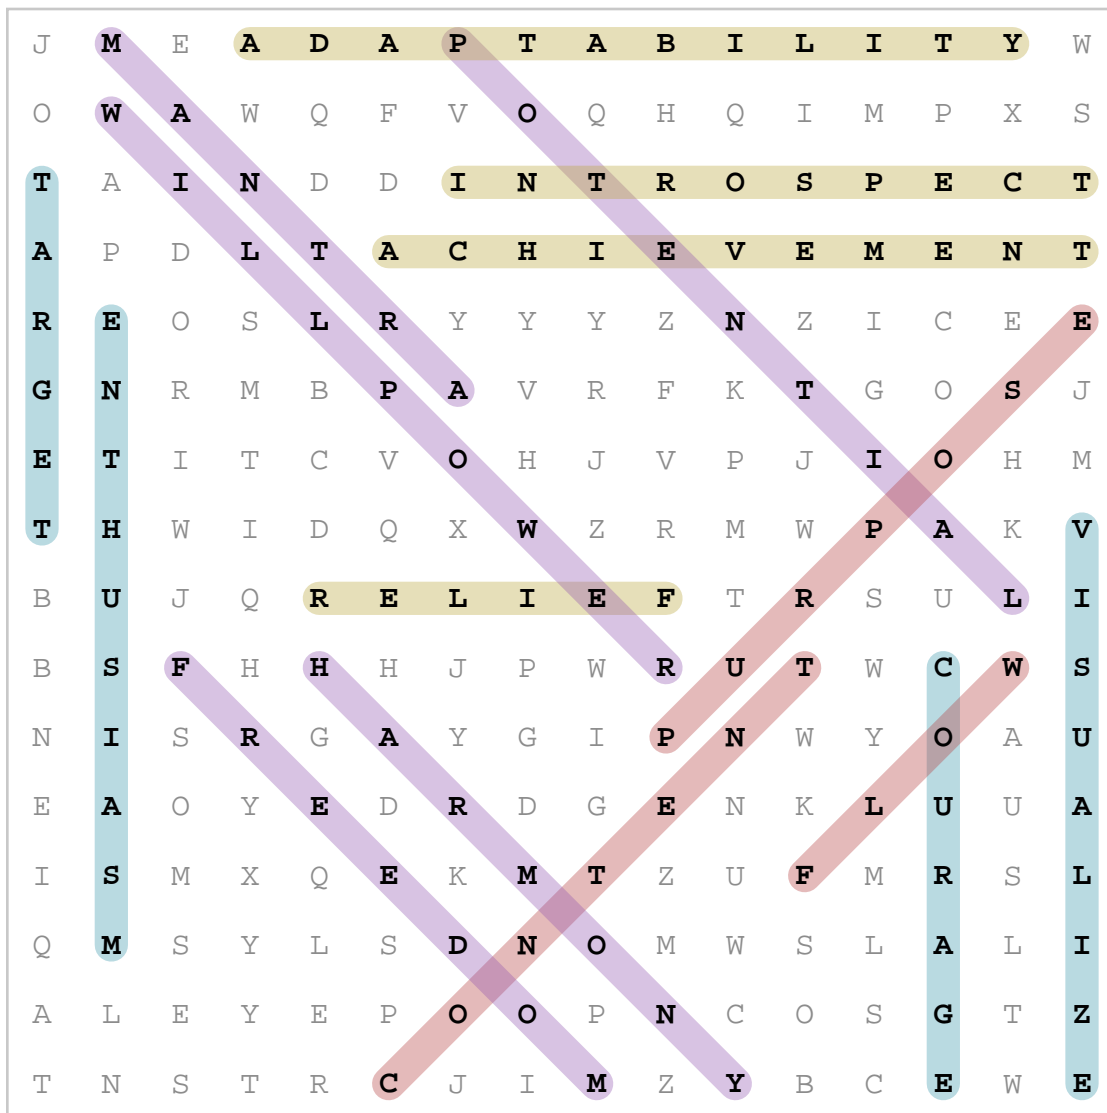 J M E A D A P T A B I L I T Y W
O W A W Q F V O Q H Q I M P X S
T A I N D D I N T R O S P E C T
A P D L T A C H I E V E M E N T
R E O S L R Y Y Y Z N Z I C E E
G N R M B P A V R F K T G O S J
E T I T C V O H J V P J I O H M
T H W I D Q X W Z R M W P A K V
B U J Q R E L I E F T R S U L I
B S F H H H J P W R U T W C W S
N I S R G A Y G I P N W Y O A U
E A O Y E D R D G E N K L U U A
I S M X Q E K M T Z U F M R S L
Q M S Y L S D N O M W S L A L I
A L E Y E P O O P N C O S G T Z
T N S T R C J I M Z Y B C E W E